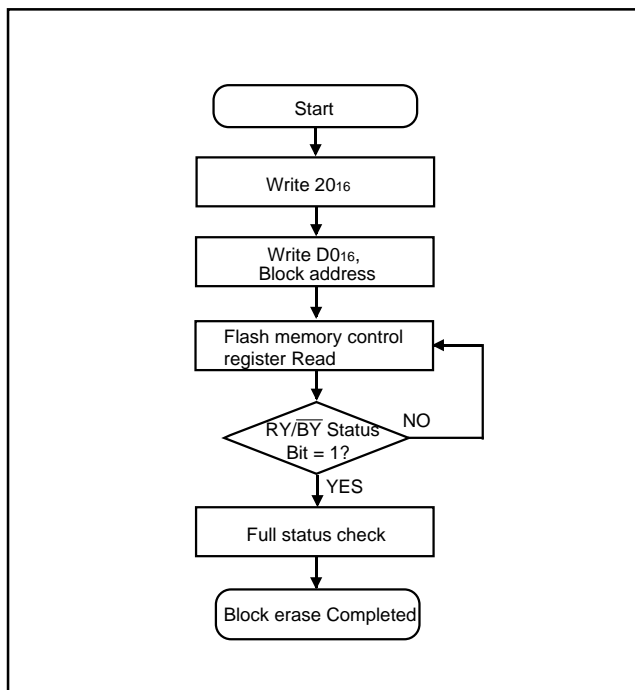 Start
Write 20₁₆
Write D0₁₆,
Block address
Flash memory control
register Read
NO
RY/B̅Y̅ Status
Bit = 1?
YES
Full status check
Block erase Completed